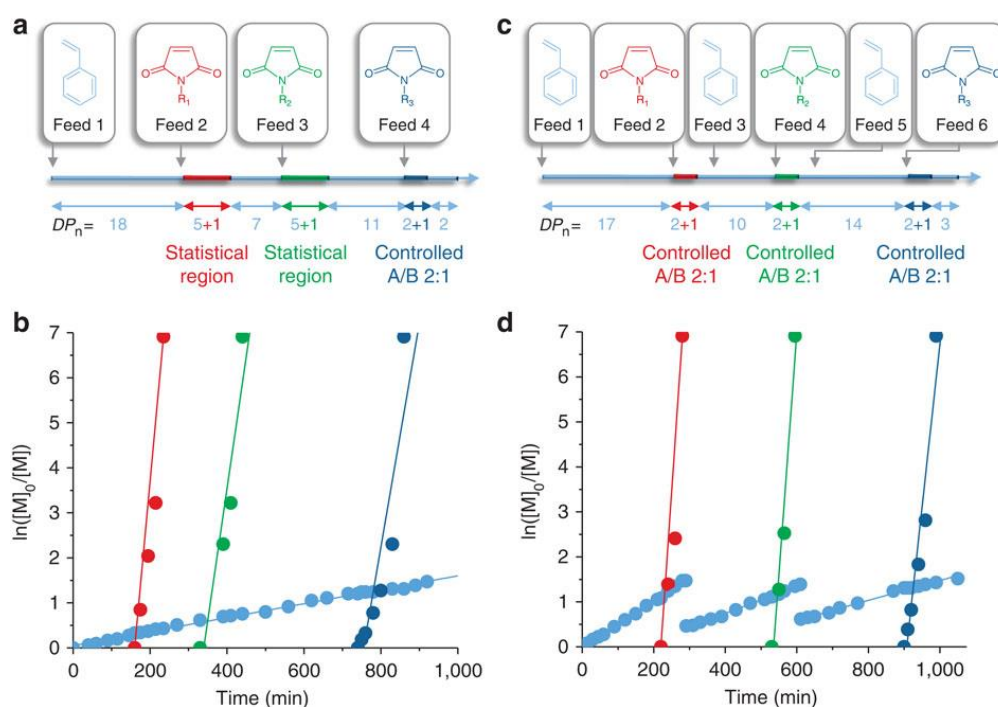 a
O N O
R1
Feed 1 Feed 2
O N O
R2
Feed 3
O N O
R3
Feed 4
DPn= 18 5+1 7 5+1 11 2+1 2
Statistical region
Statistical region
Controlled A/B 2:1
b
ln([M]0/[M])
7
6
5
4
3
2
1
0
0 200 400 600 800 1,000
Time (min)
c
O N O
R1
Feed 1 Feed 2 Feed 3
O N O
R2
Feed 4 Feed 5
O N O
R3
Feed 6
DPn= 17 2+1 10 2+1 14 2+1 3
Controlled A/B 2:1
Controlled A/B 2:1
Controlled A/B 2:1
d
ln([M]0/[M])
7
6
5
4
3
2
1
0
0 200 400 600 800 1,000
Time (min)